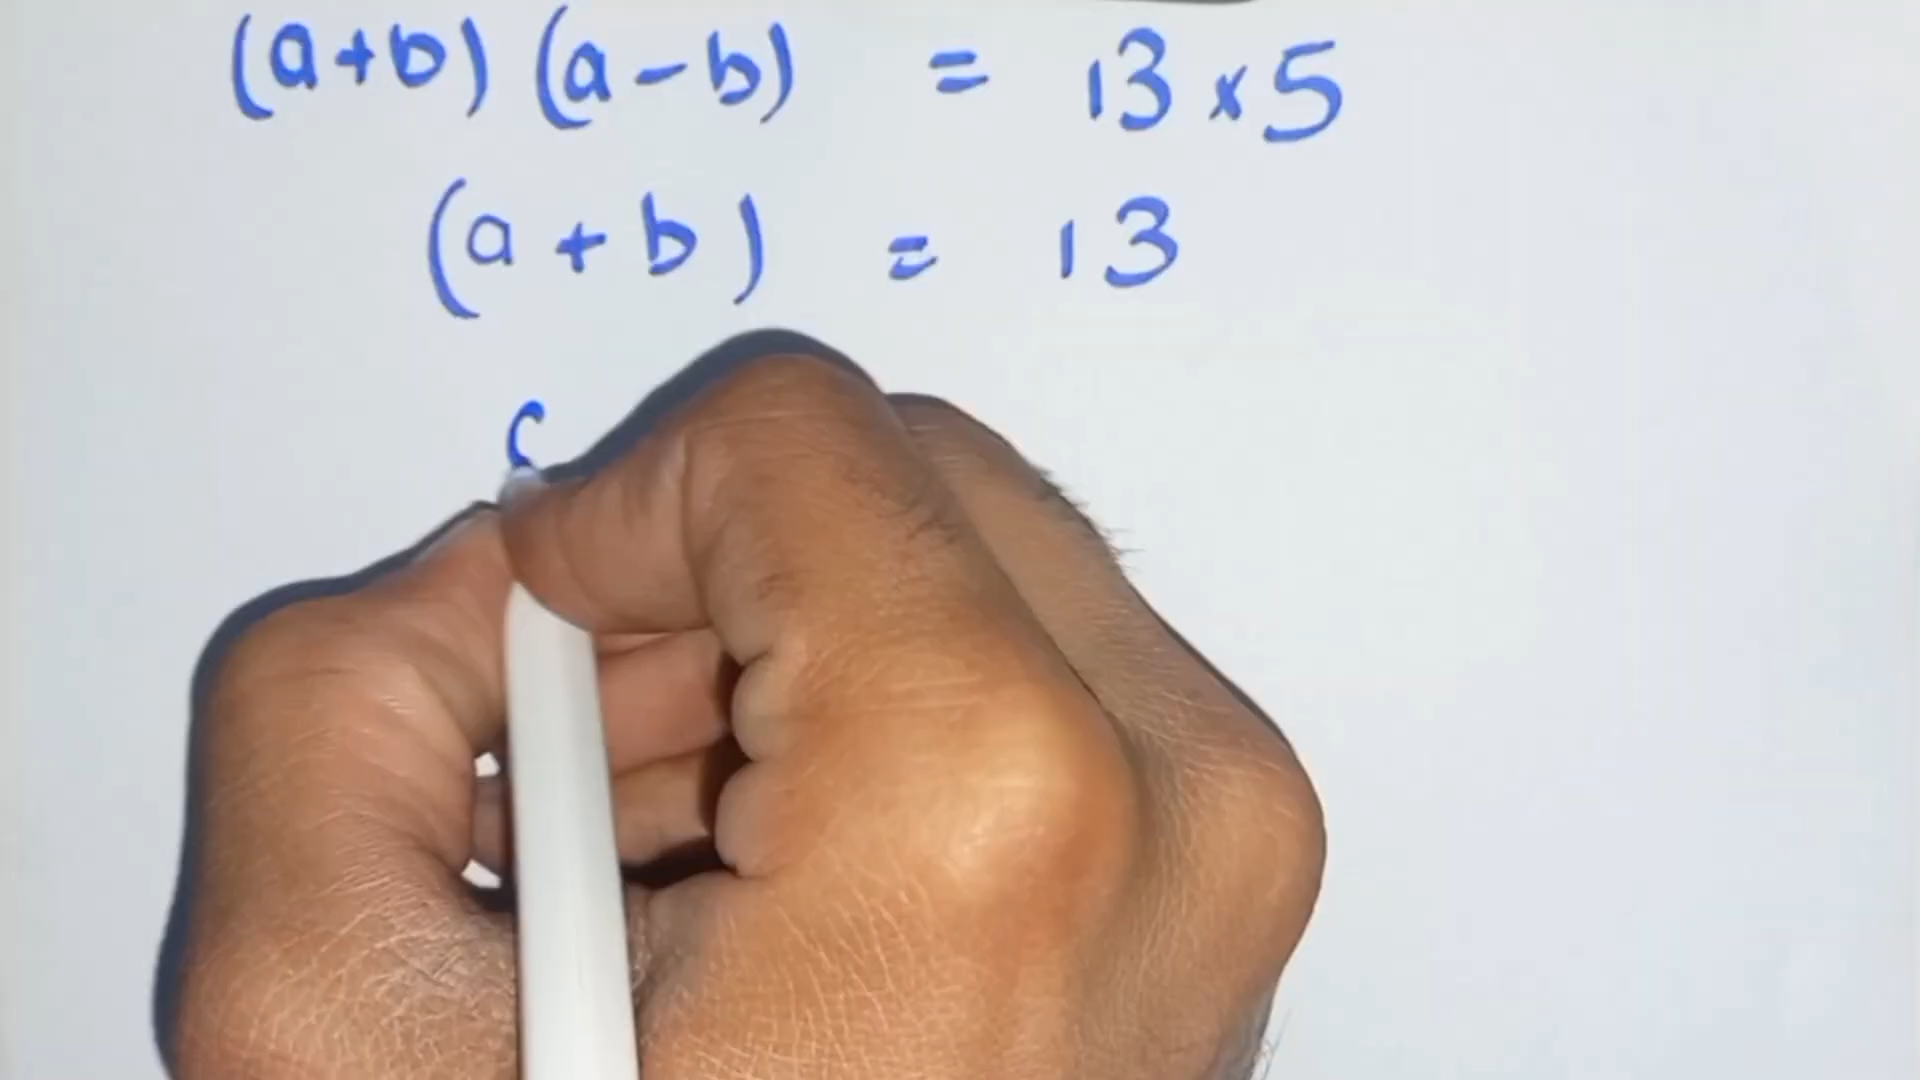 (a+b) (a-b) = 13×5
(a + b) = 13